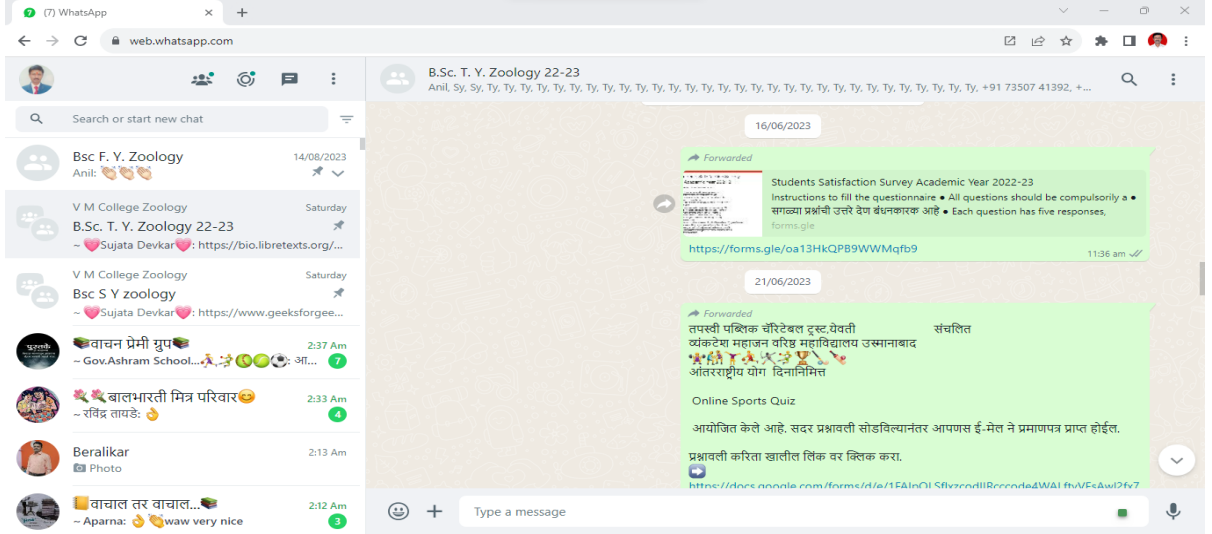 (7) WhatsApp
web.whatsapp.com
Search or start new chat
Bsc F. Y. Zoology 14/08/2023
Anil: 👏🏻👏🏻👏🏻
V M College Zoology Saturday
B.Sc. T. Y. Zoology 22-23
~ 💗Sujata Devkar💗: https://bio.libretexts.org/...
V M College Zoology Saturday
Bsc S Y zoology
~ 💗Sujata Devkar💗: https://www.geeksforgee...
📚वाचन प्रेमी ग्रुप📚 2:37 Am
~ Gov.Ashram School... : आ... 7
बालभारती मित्र परिवार😊 2:33 Am
~ रविंद्र तायडे: 👌 4
Beralikar 2:13 Am
Photo
📒वाचाल तर वाचाल...📚 2:12 Am
~ Aparna: 👌👏waw very nice 3
B.Sc. T. Y. Zoology 22-23
Anil, Sy, Sy, Ty, Ty, Ty, Ty, Ty, Ty, Ty, Ty, Ty, Ty, Ty, Ty, Ty, Ty, Ty, Ty, Ty, Ty, Ty, Ty, Ty, Ty, Ty, Ty, Ty, Ty, Ty, Ty, Ty, Ty, +91 73507 41392, +...
16/06/2023
Forwarded
Students Satisfaction Survey Academic Year 2022-23
Instructions to fill the questionnaire ● All questions should be compulsorily a ●
सगळ्या प्रश्नांची उत्तरे देण बंधनकारक आहे ● Each question has five responses,
forms.gle
https://forms.gle/oa13HkQPB9WWMqfb9
11:36 am
21/06/2023
Forwarded
तपस्वी पब्लिक चॅरिटेबल ट्रस्ट,येवती संचलित
व्यंकटेश महाजन वरिष्ठ महाविद्यालय उस्मानाबाद
आंतरराष्ट्रीय योग दिनानिमित्त
Online Sports Quiz
आयोजित केले आहे. सदर प्रश्नावती सोडविल्यानंतर आपणस ई-मेल ने प्रमाणपत्र प्राप्त होईल.
प्रश्नावली करिता खालील लिंक वर क्लिक करा.
➡
Type a message